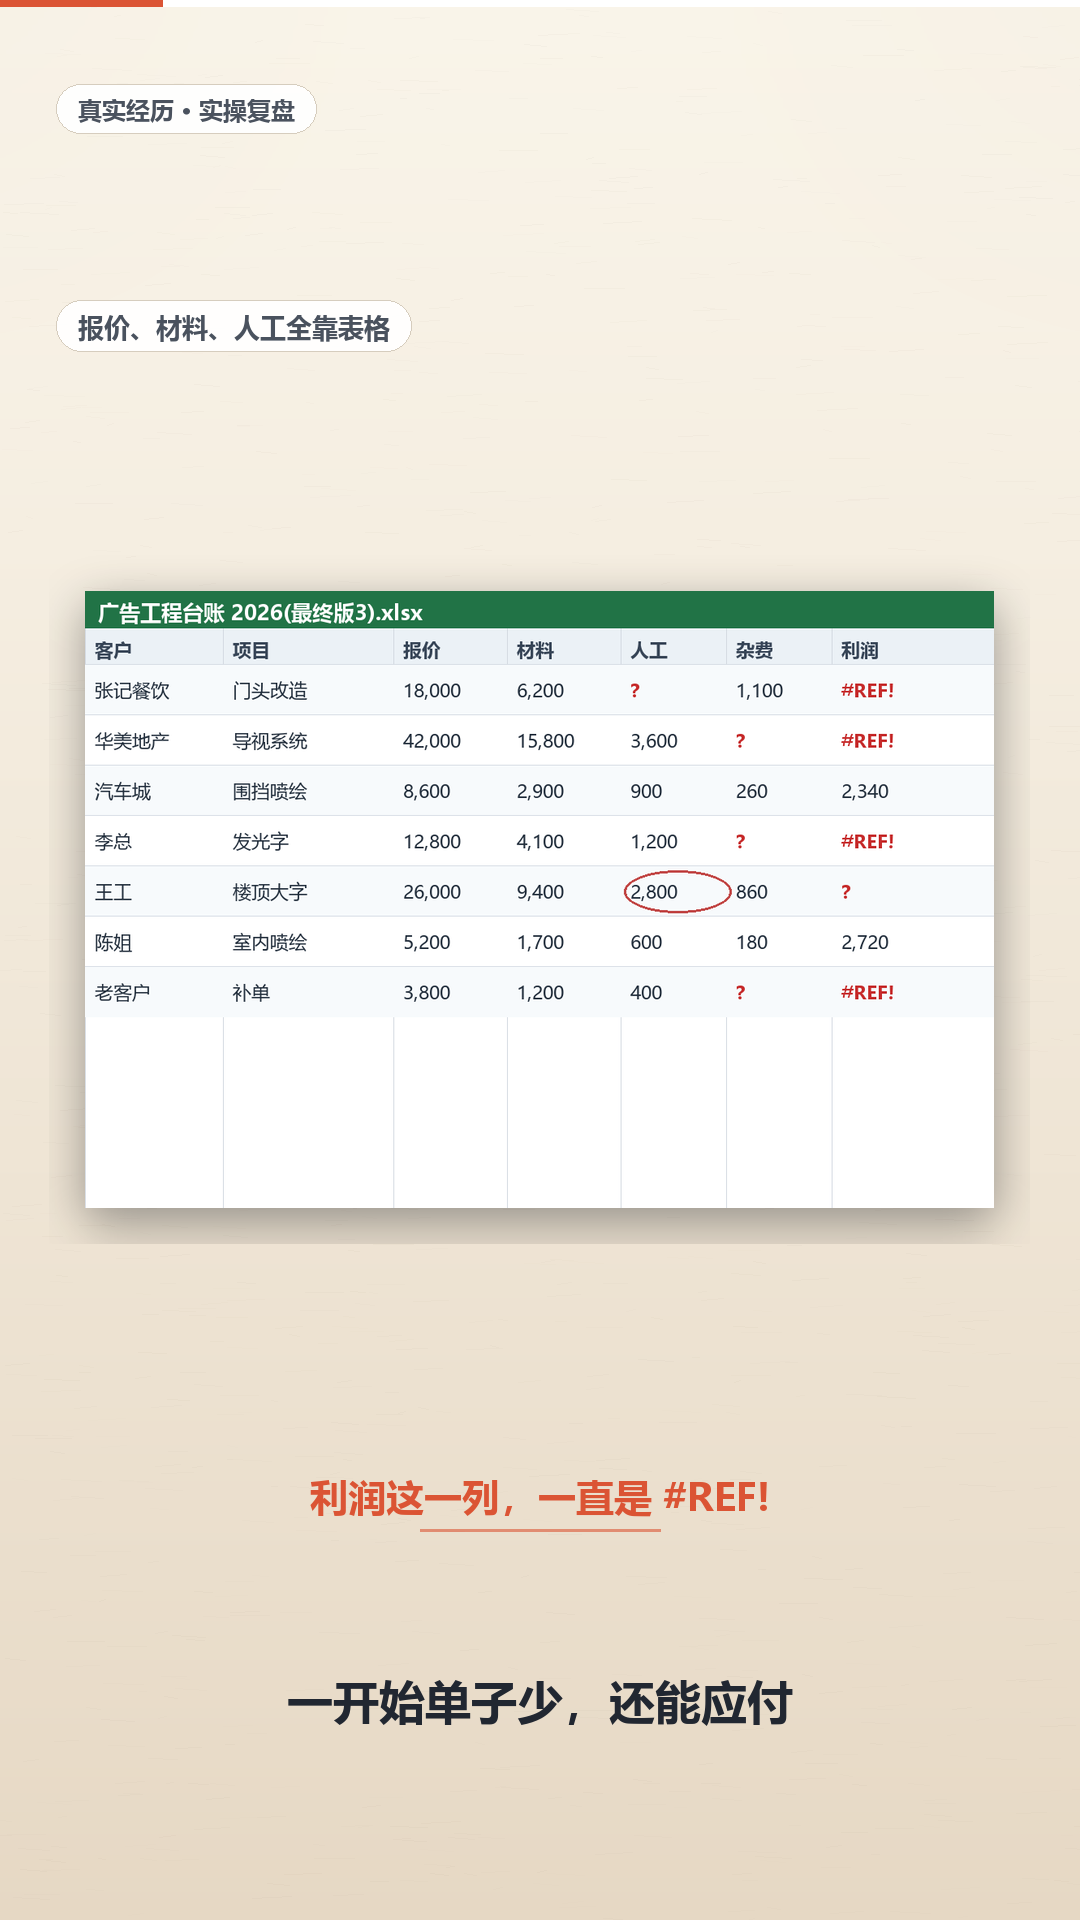 真实经历·实操复盘
报价、材料、人工全靠表格
广告工程台账 2026(最终版3).xlsx
客户 项目 报价 材料 人工 杂费 利润
张记餐饮 门头改造 18,000 6,200 ? 1,100 #REF!
华美地产 导视系统 42,000 15,800 3,600 ? #REF!
汽车城 围挡喷绘 8,600 2,900 900 260 2,340
李总 发光字 12,800 4,100 1,200 ? #REF!
王工 楼顶大字 26,000 9,400 2,800 860 ?
陈姐 室内喷绘 5,200 1,700 600 180 2,720
老客户 补单 3,800 1,200 400 ? #REF!
利润这一列，一直是 #REF!
一开始单子少，还能应付